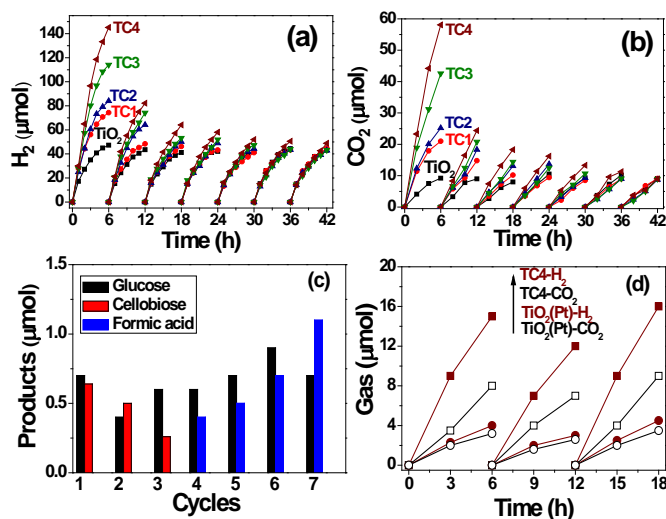 (a)
H2 (μmol)
140
120
100
80
60
40
20
0
TC4
TC3
TC2
TC1
TiO2
0 6 12 18 24 30 36 42
Time (h)
(b)
CO2 (μmol)
60
50
40
30
20
10
0
TC4
TC3
TC2
TC1
TiO2
0 6 12 18 24 30 36 42
Time (h)
(c)
Products (μmol)
1.5
1.0
0.5
0.0
Glucose
Cellobiose
Formic acid
1 2 3 4 5 6 7
Cycles
(d)
Gas (μmol)
20
16
12
8
4
0
TC4-H2
TC4-CO2
TiO2(Pt)-H2
TiO2(Pt)-CO2
0 3 6 9 12 15 18
Time (h)